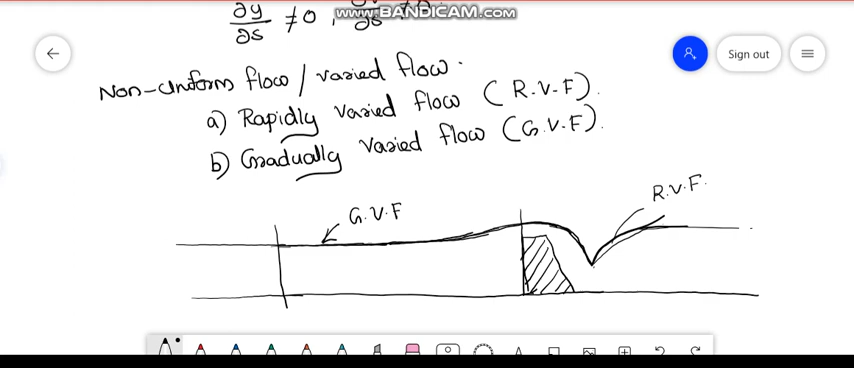 www.BANDICAM.com
∂y/∂s ≠0 ,
Sign out
Non-Uniform flow / varied flow.
a) Rapidly varied flow (R.V.F).
b) Gradually varied flow (G.V.F).
G.V.F
R.V.F.